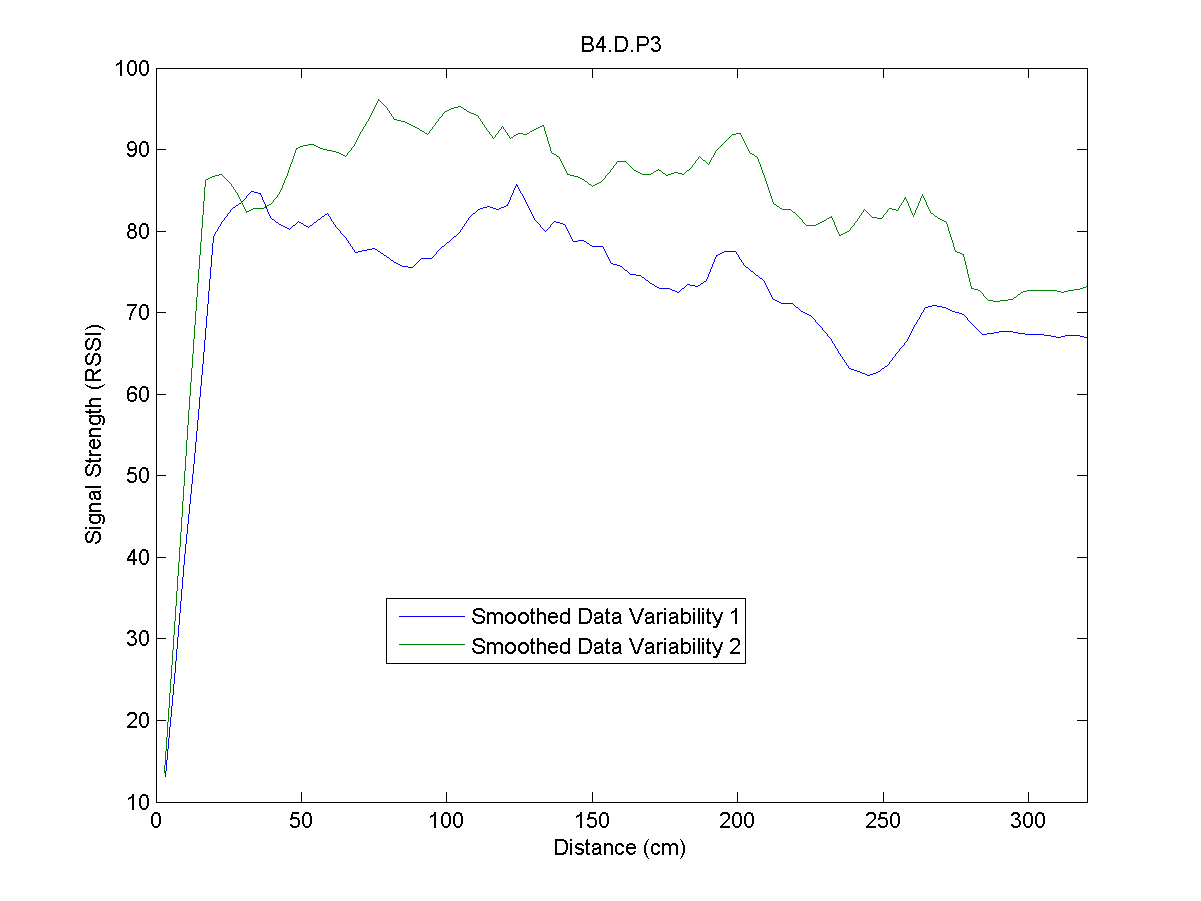 B4.D.P3
100
90
80
70
60
50
40
30
20
10
Signal Strength (RSSI)
Smoothed Data Variability 1
Smoothed Data Variability 2
0 50 100 150 200 250 300
Distance (cm)